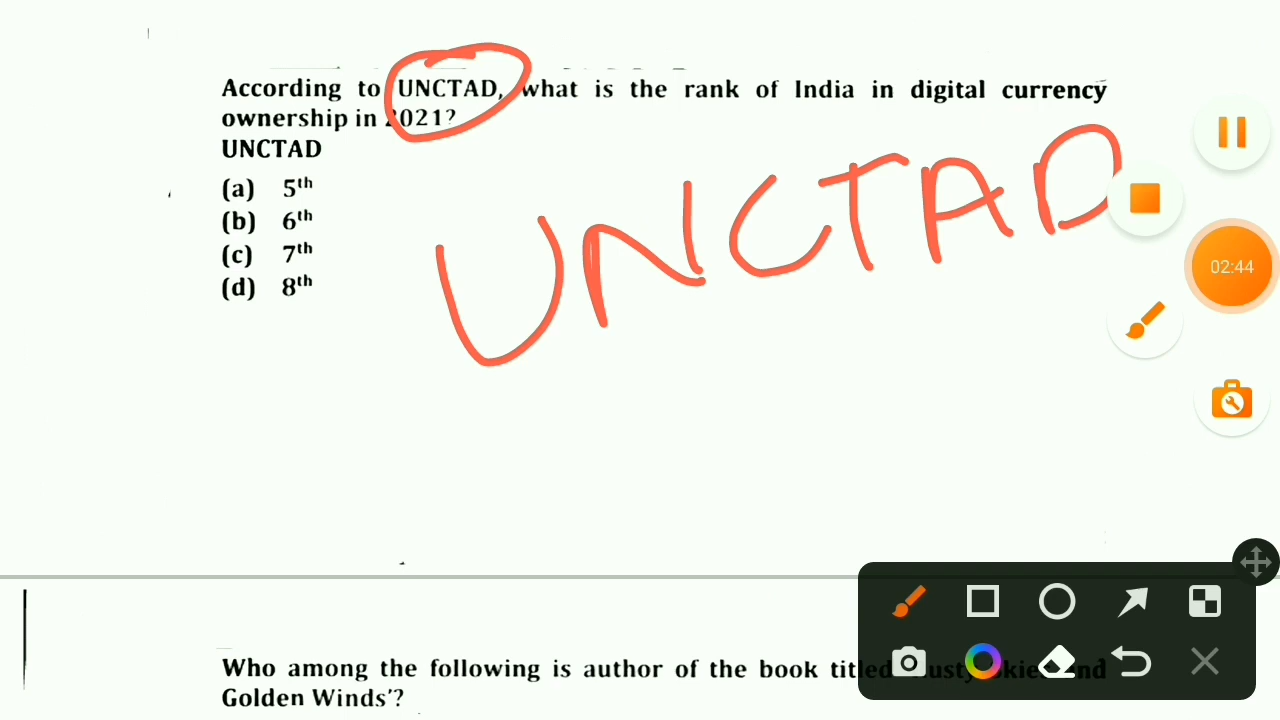 According to UNCTAD, what is the rank of India in digital currency
ownership in 2021?
UNCTAD
(a) 5th
(b) 6th
(c) 7th
(d) 8th
UNCTAD
02:44
Who among the following is author of the book titled and
Golden Winds'?